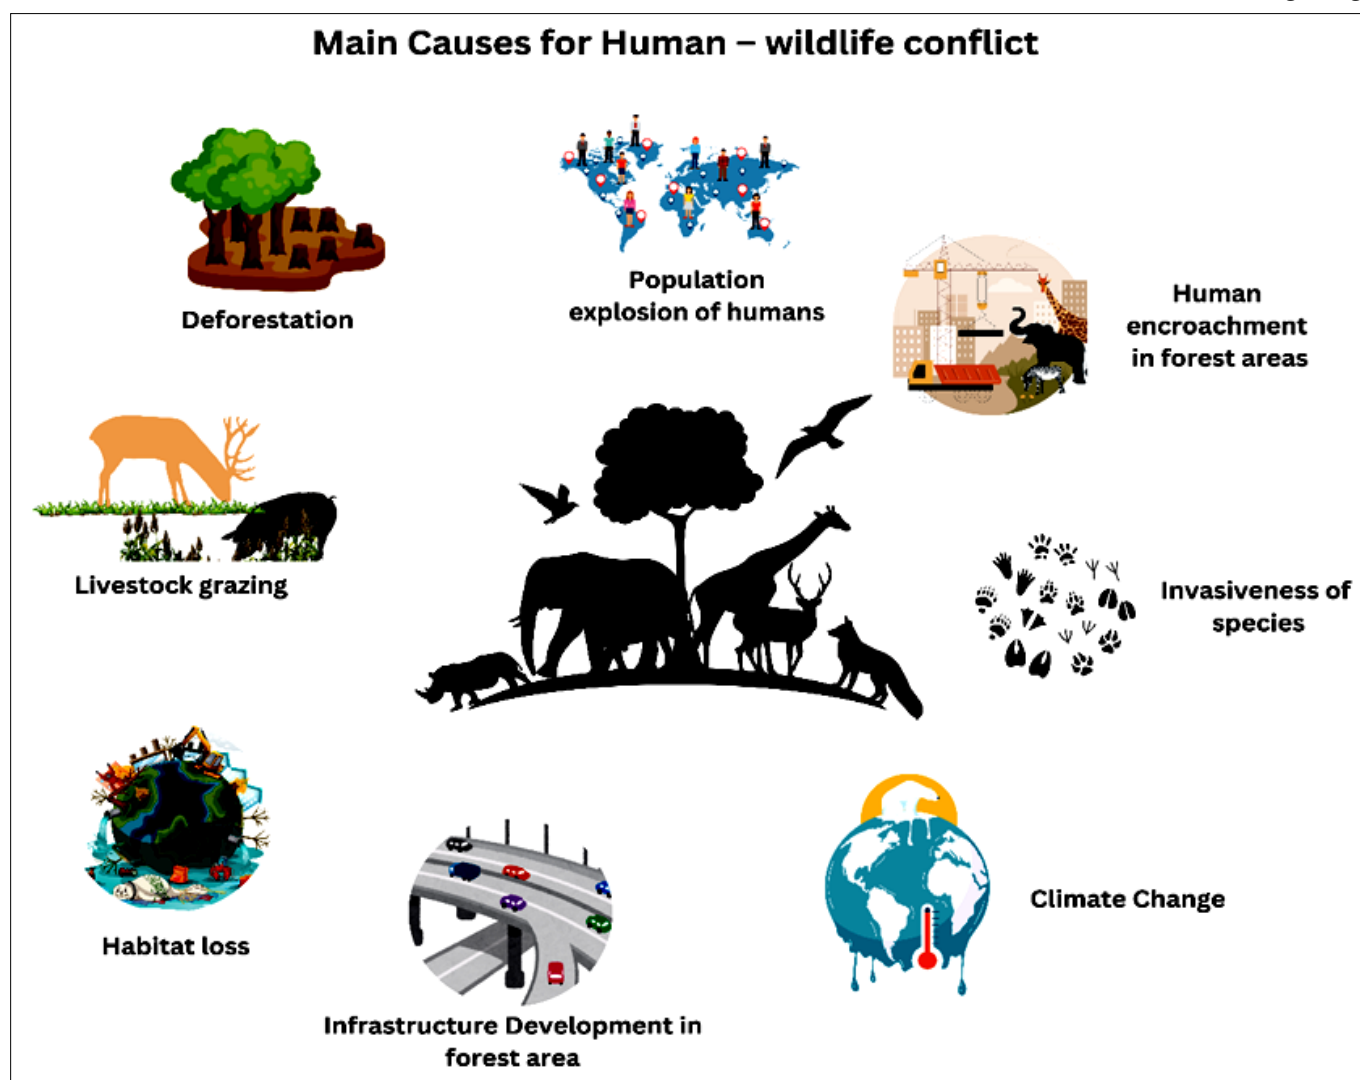 Main Causes for Human – wildlife conflict
Deforestation
Population
explosion of humans
Human
encroachment
in forest areas
Livestock grazing
Invasiveness of
species
Habitat loss
Infrastructure Development in
forest area
Climate Change